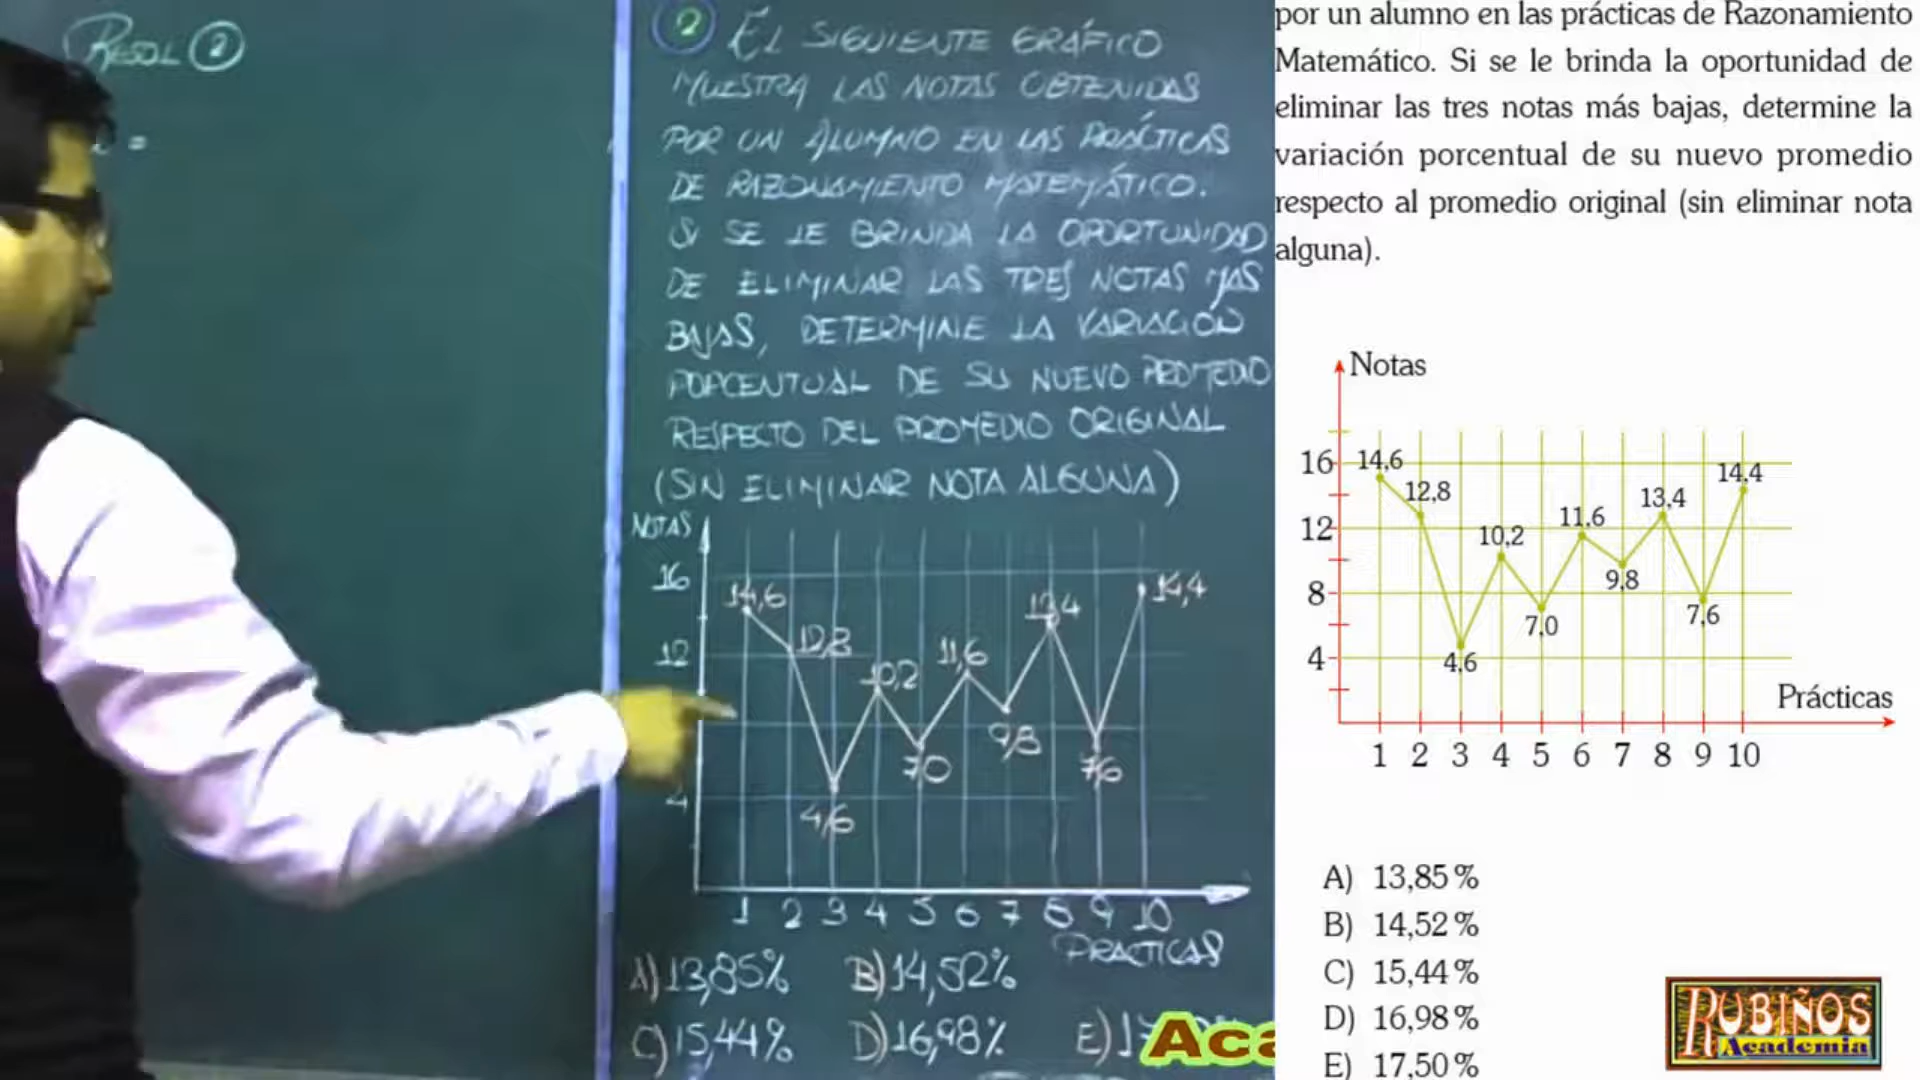 RESOL 2
=
2 EL SIGUIENTE GRÁFICO
MUESTRA LAS NOTAS OBTENIDAS
POR UN ALUMNO EN LAS PRÁCTICAS
DE RAZONAMIENTO MATEMÁTICO.
SI SE LE BRINDA LA OPORTUNIDAD
DE ELIMINAR LAS TRES NOTAS MAS
BAJAS, DETERMINE LA VARIACIÓN
PORCENTUAL DE SU NUEVO PROMEDIO
RESPECTO DEL PROMEDIO ORIGINAL
(SIN ELIMINAR NOTA ALGUNA)
NOTAS
16
14,6
13,4
14,4
12
12,8
10,2
11,6
9,8
7,0
7,6
4
4,6
1 2 3 4 5 6 7 8 9 10
PRACTICAS
A) 13,85% B) 14,52%
C) 15,44% D) 16,98% E) 1
Aca
por un alumno en las prácticas de Razonamiento
Matemático. Si se le brinda la oportunidad de
eliminar las tres notas más bajas, determine la
variación porcentual de su nuevo promedio
respecto al promedio original (sin eliminar nota
alguna).
Notas
16
14,6
14,4
12,8
13,4
12
10,2
11,6
9,8
8
7,0
7,6
4
4,6
Prácticas
1 2 3 4 5 6 7 8 9 10
A) 13,85 %
B) 14,52 %
C) 15,44 %
D) 16,98 %
E) 17,50 %
RUBIÑOS
Academia